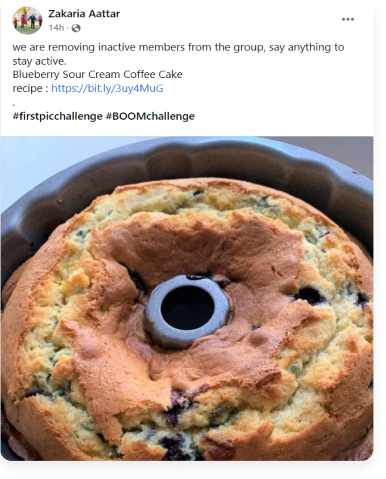 Zakaria Aattar
14h ·
we are removing inactive members from the group, say anything to
stay active.
Blueberry Sour Cream Coffee Cake
recipe : https://bit.ly/3uy4MuG
.
#firstpicchallenge #BOOMchallenge